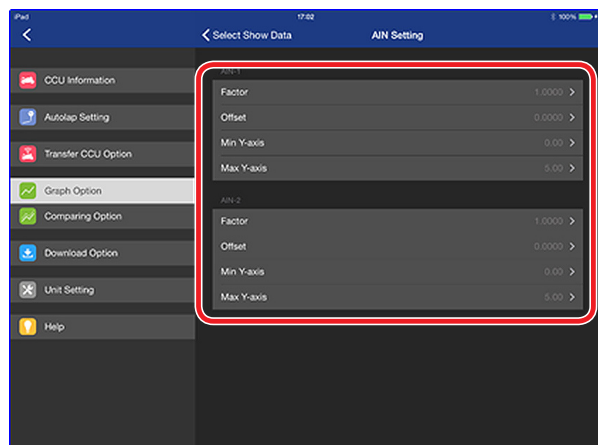 iPad 17:02 100%
Select Show Data AIN Setting
CCU Information
Autolap Setting
Transfer CCU Option
Graph Option
Comparing Option
Download Option
Unit Setting
Help
AIN-1
Factor 1.0000
Offset 0.0000
Min Y-axis 0.00
Max Y-axis 5.00
AIN-2
Factor 1.0000
Offset 0.0000
Min Y-axis 0.00
Max Y-axis 5.00